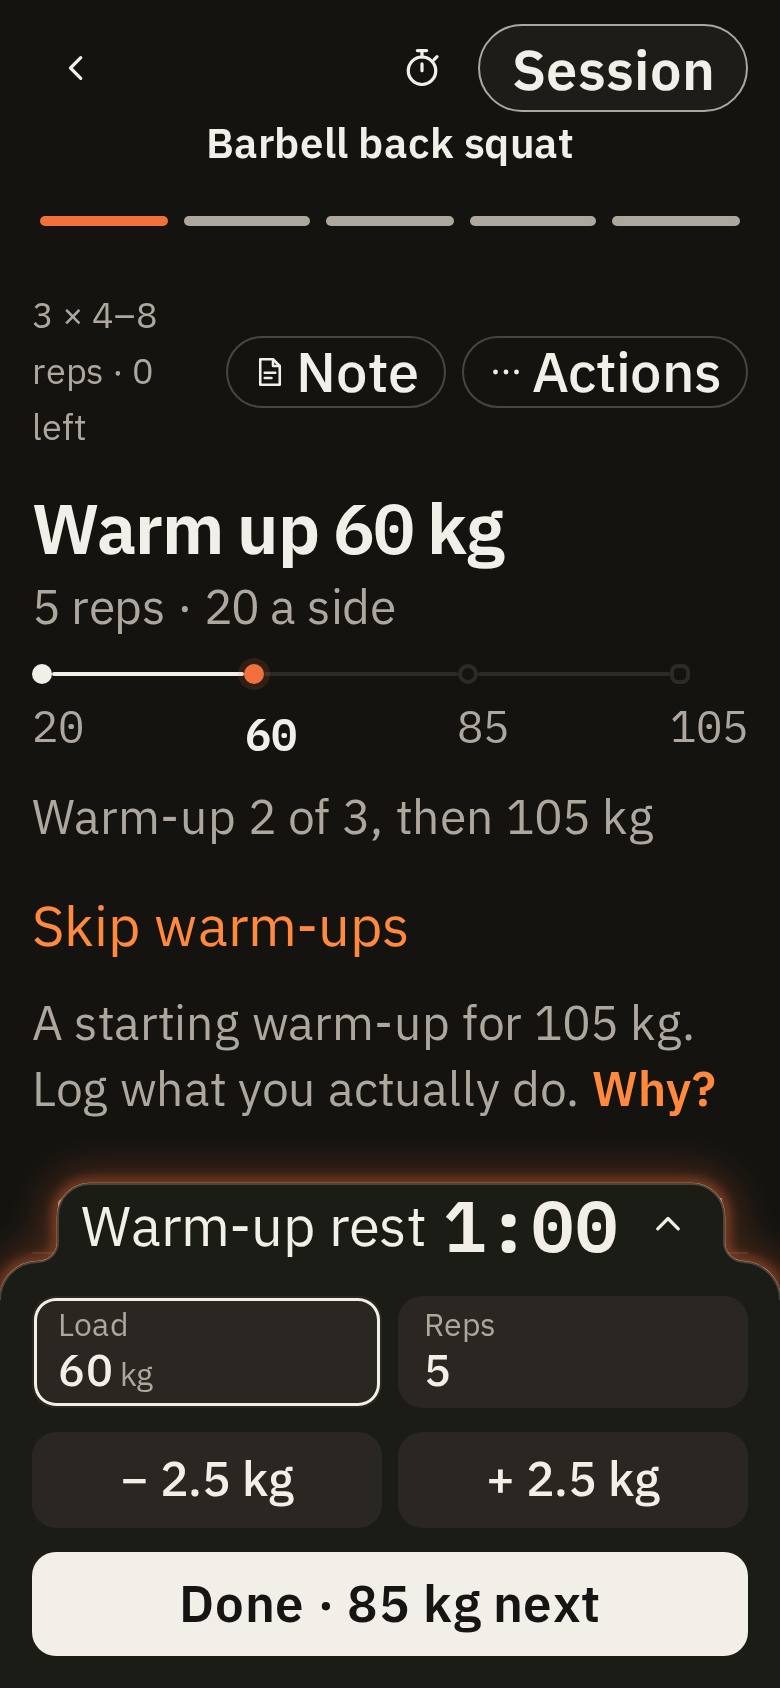 Session
Barbell back squat
3 × 4–8
reps · 0
left
Note
··· Actions
Warm up 60 kg
5 reps · 20 a side
20 60 85 105
Warm-up 2 of 3, then 105 kg
Skip warm-ups
A starting warm-up for 105 kg.
Log what you actually do. Why?
Warm-up rest 1:00
Load
60 kg
Reps
5
− 2.5 kg
+ 2.5 kg
Done · 85 kg next